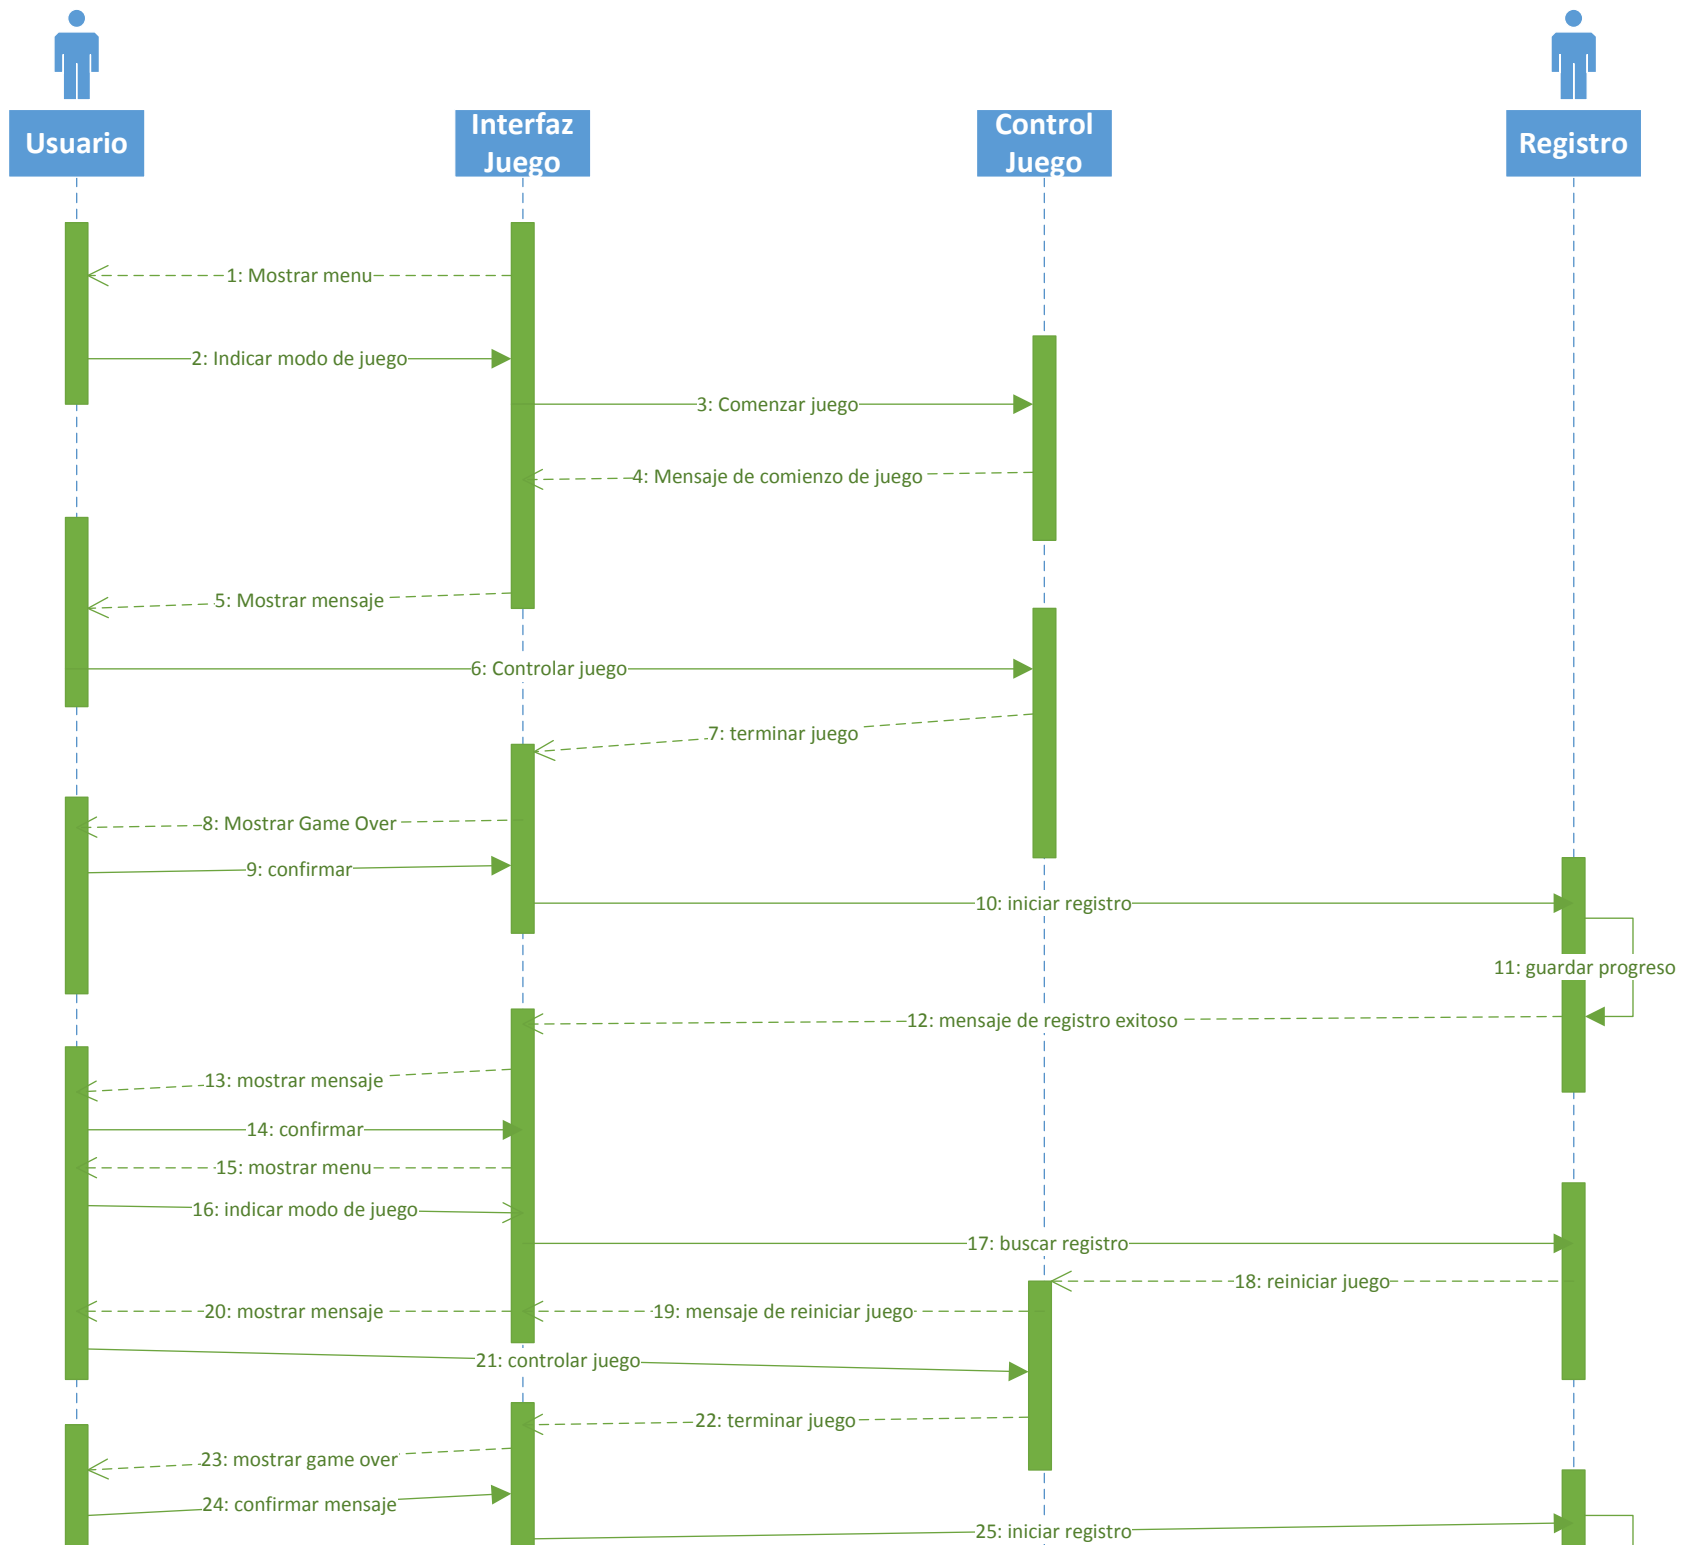 Usuario
Interfaz
Juego
Control
Juego
Registro
1: Mostrar menu
2: Indicar modo de juego
3: Comenzar juego
4: Mensaje de comienzo de juego
5: Mostrar mensaje
6: Controlar juego
7: terminar juego
8: Mostrar Game Over
9: confirmar
10: iniciar registro
11: guardar progreso
12: mensaje de registro exitoso
13: mostrar mensaje
14: confirmar
15: mostrar menu
16: indicar modo de juego
17: buscar registro
18: reiniciar juego
20: mostrar mensaje
19: mensaje de reiniciar juego
21: controlar juego
22: terminar juego
23: mostrar game over
24: confirmar mensaje
25: iniciar registro